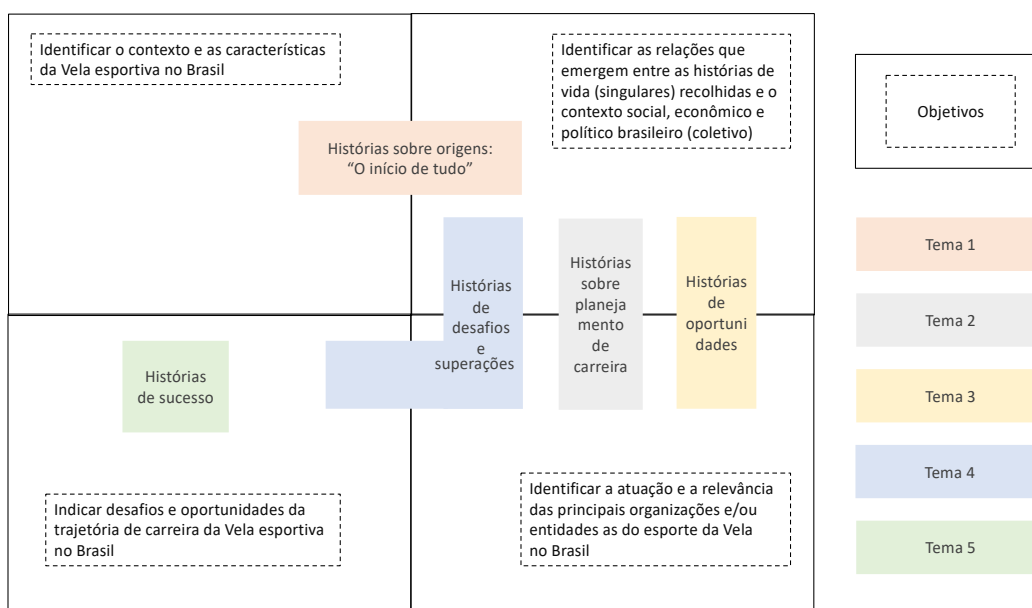 Identificar o contexto e as características
da Vela esportiva no Brasil
Identificar as relações que
emergem entre as histórias de
vida (singulares) recolhidas e o
contexto social, econômico e
político brasileiro (coletivo)
Objetivos
Histórias sobre origens:
“O início de tudo”
Histórias
de
desafios
e
superações
Histórias
sobre
planeja
mento
de
carreira
Histórias
de
oportuni
dades
Histórias
de sucesso
Indicar desafios e oportunidades da
trajetória de carreira da Vela esportiva
no Brasil
Identificar a atuação e a relevância
das principais organizações e/ou
entidades as do esporte da Vela
no Brasil
Tema 1
Tema 2
Tema 3
Tema 4
Tema 5